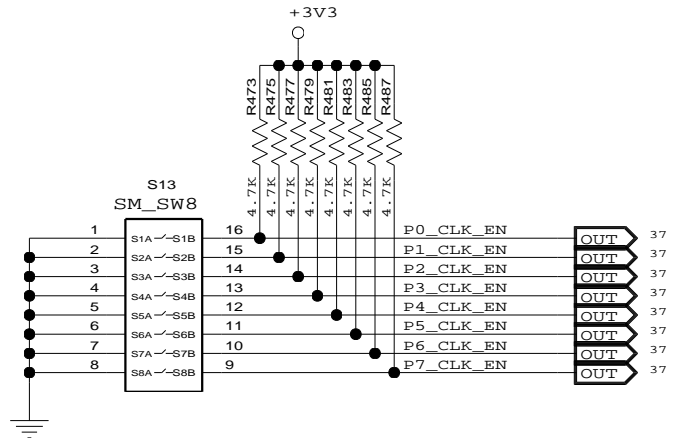 +3V3
R473
R475
R477
R479
R481
R483
R485
R487
4.7K
4.7K
4.7K
4.7K
4.7K
4.7K
4.7K
4.7K
S13
SM_SW8
1 S1A S1B 16 P0_CLK_EN OUT 37
2 S2A S2B 15 P1_CLK_EN OUT 37
3 S3A S3B 14 P2_CLK_EN OUT 37
4 S4A S4B 13 P3_CLK_EN OUT 37
5 S5A S5B 12 P4_CLK_EN OUT 37
6 S6A S6B 11 P5_CLK_EN OUT 37
7 S7A S7B 10 P6_CLK_EN OUT 37
8 S8A S8B 9 P7_CLK_EN OUT 37